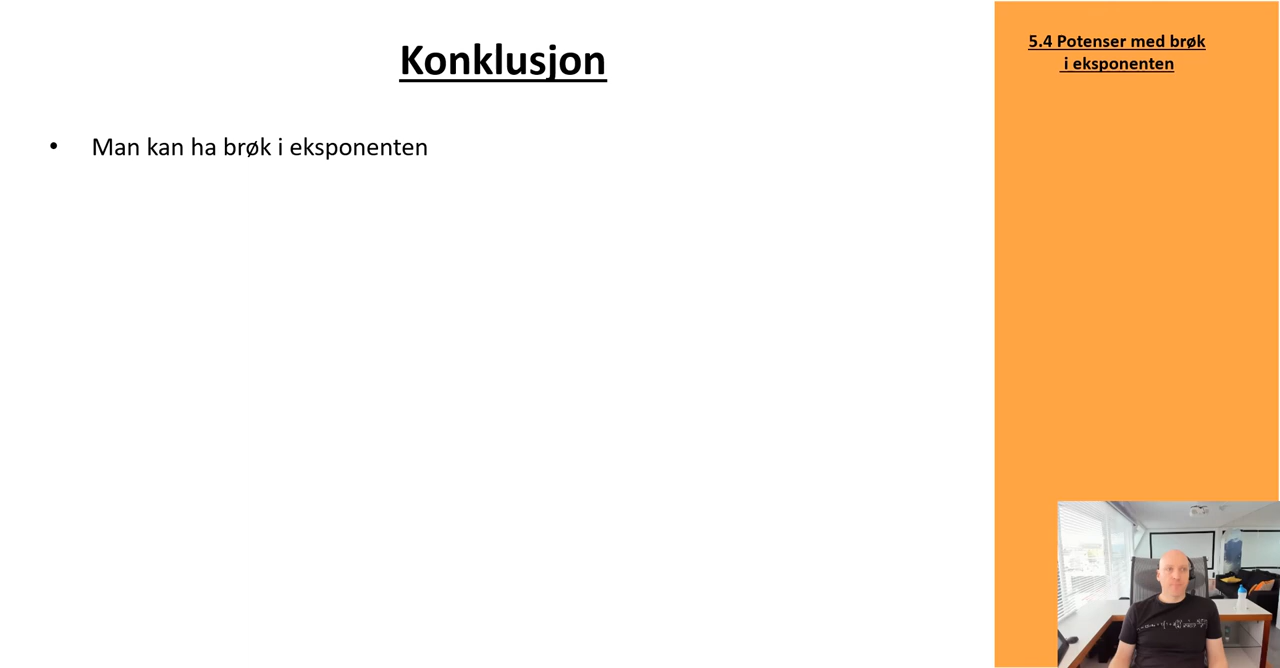 Konklusjon
• Man kan ha brøk i eksponenten
5.4 Potenser med brøk
i eksponenten